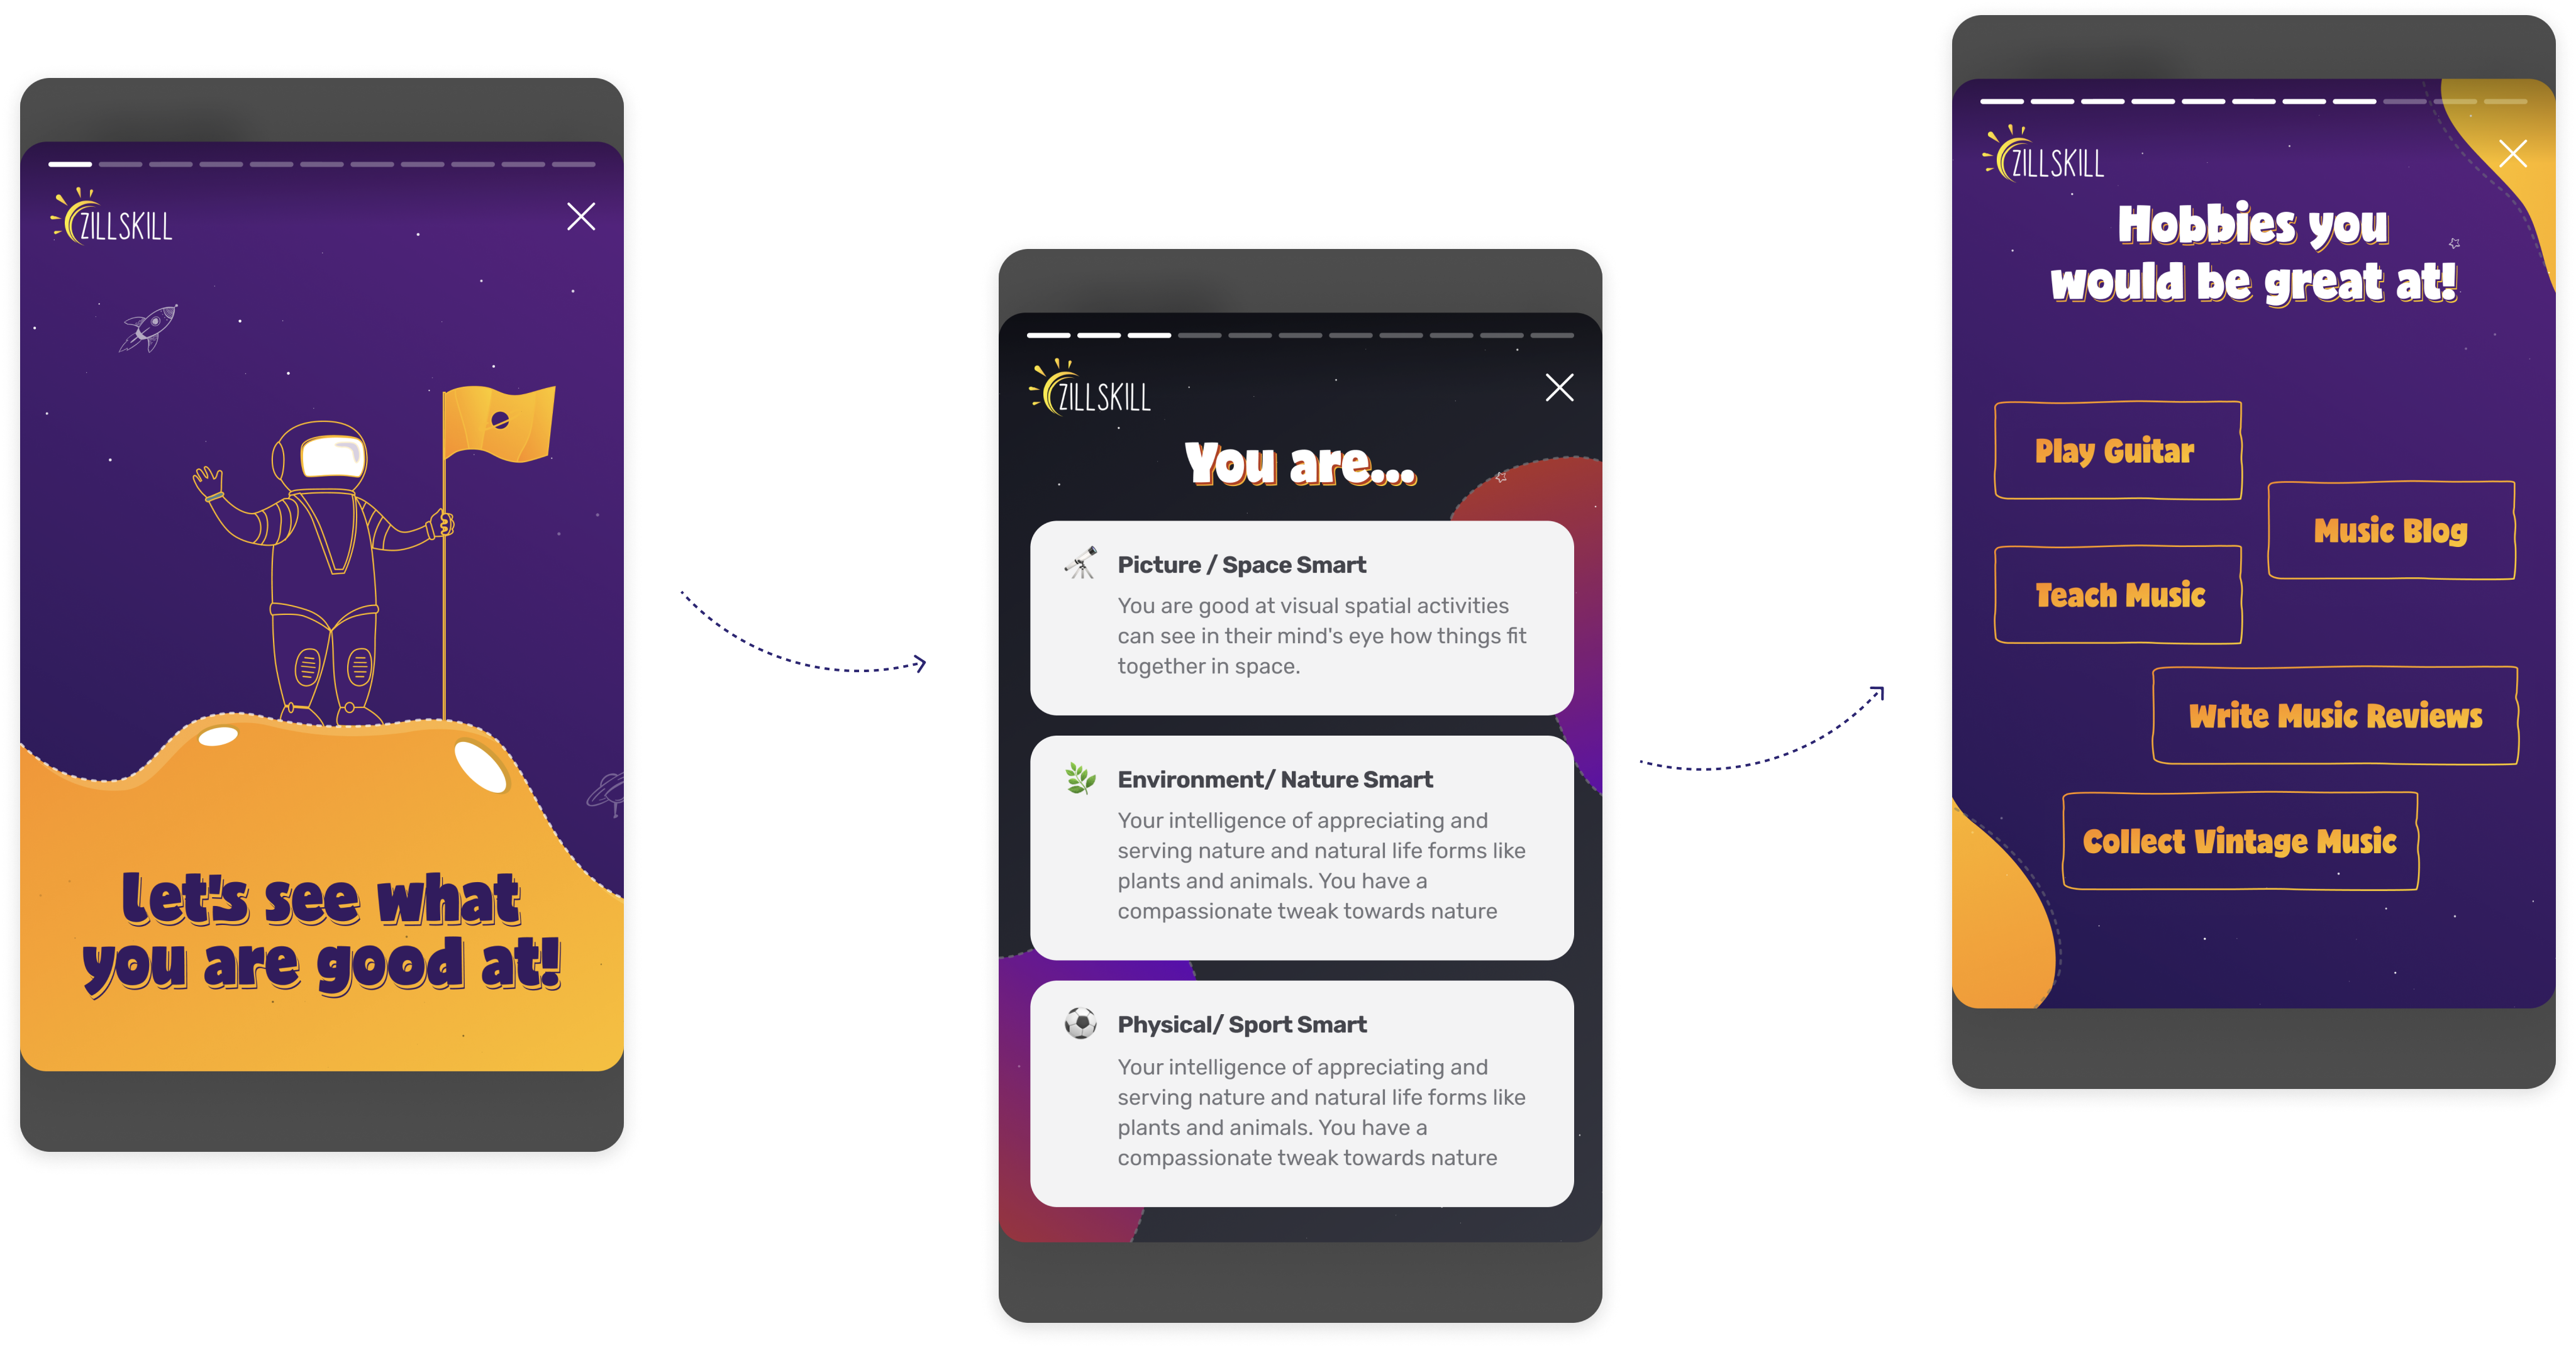 ZILLSKILL
Let's see what
you are good at!
ZILLSKILL
You are...
Picture / Space Smart
You are good at visual spatial activities
can see in their mind's eye how things fit
together in space.
Environment/ Nature Smart
Your intelligence of appreciating and
serving nature and natural life forms like
plants and animals. You have a
compassionate tweak towards nature
Physical/ Sport Smart
Your intelligence of appreciating and
serving nature and natural life forms like
plants and animals. You have a
compassionate tweak towards nature
ZILLSKILL
Hobbies you
would be great at!
Play Guitar
Music Blog
Teach Music
Write Music Reviews
Collect Vintage Music